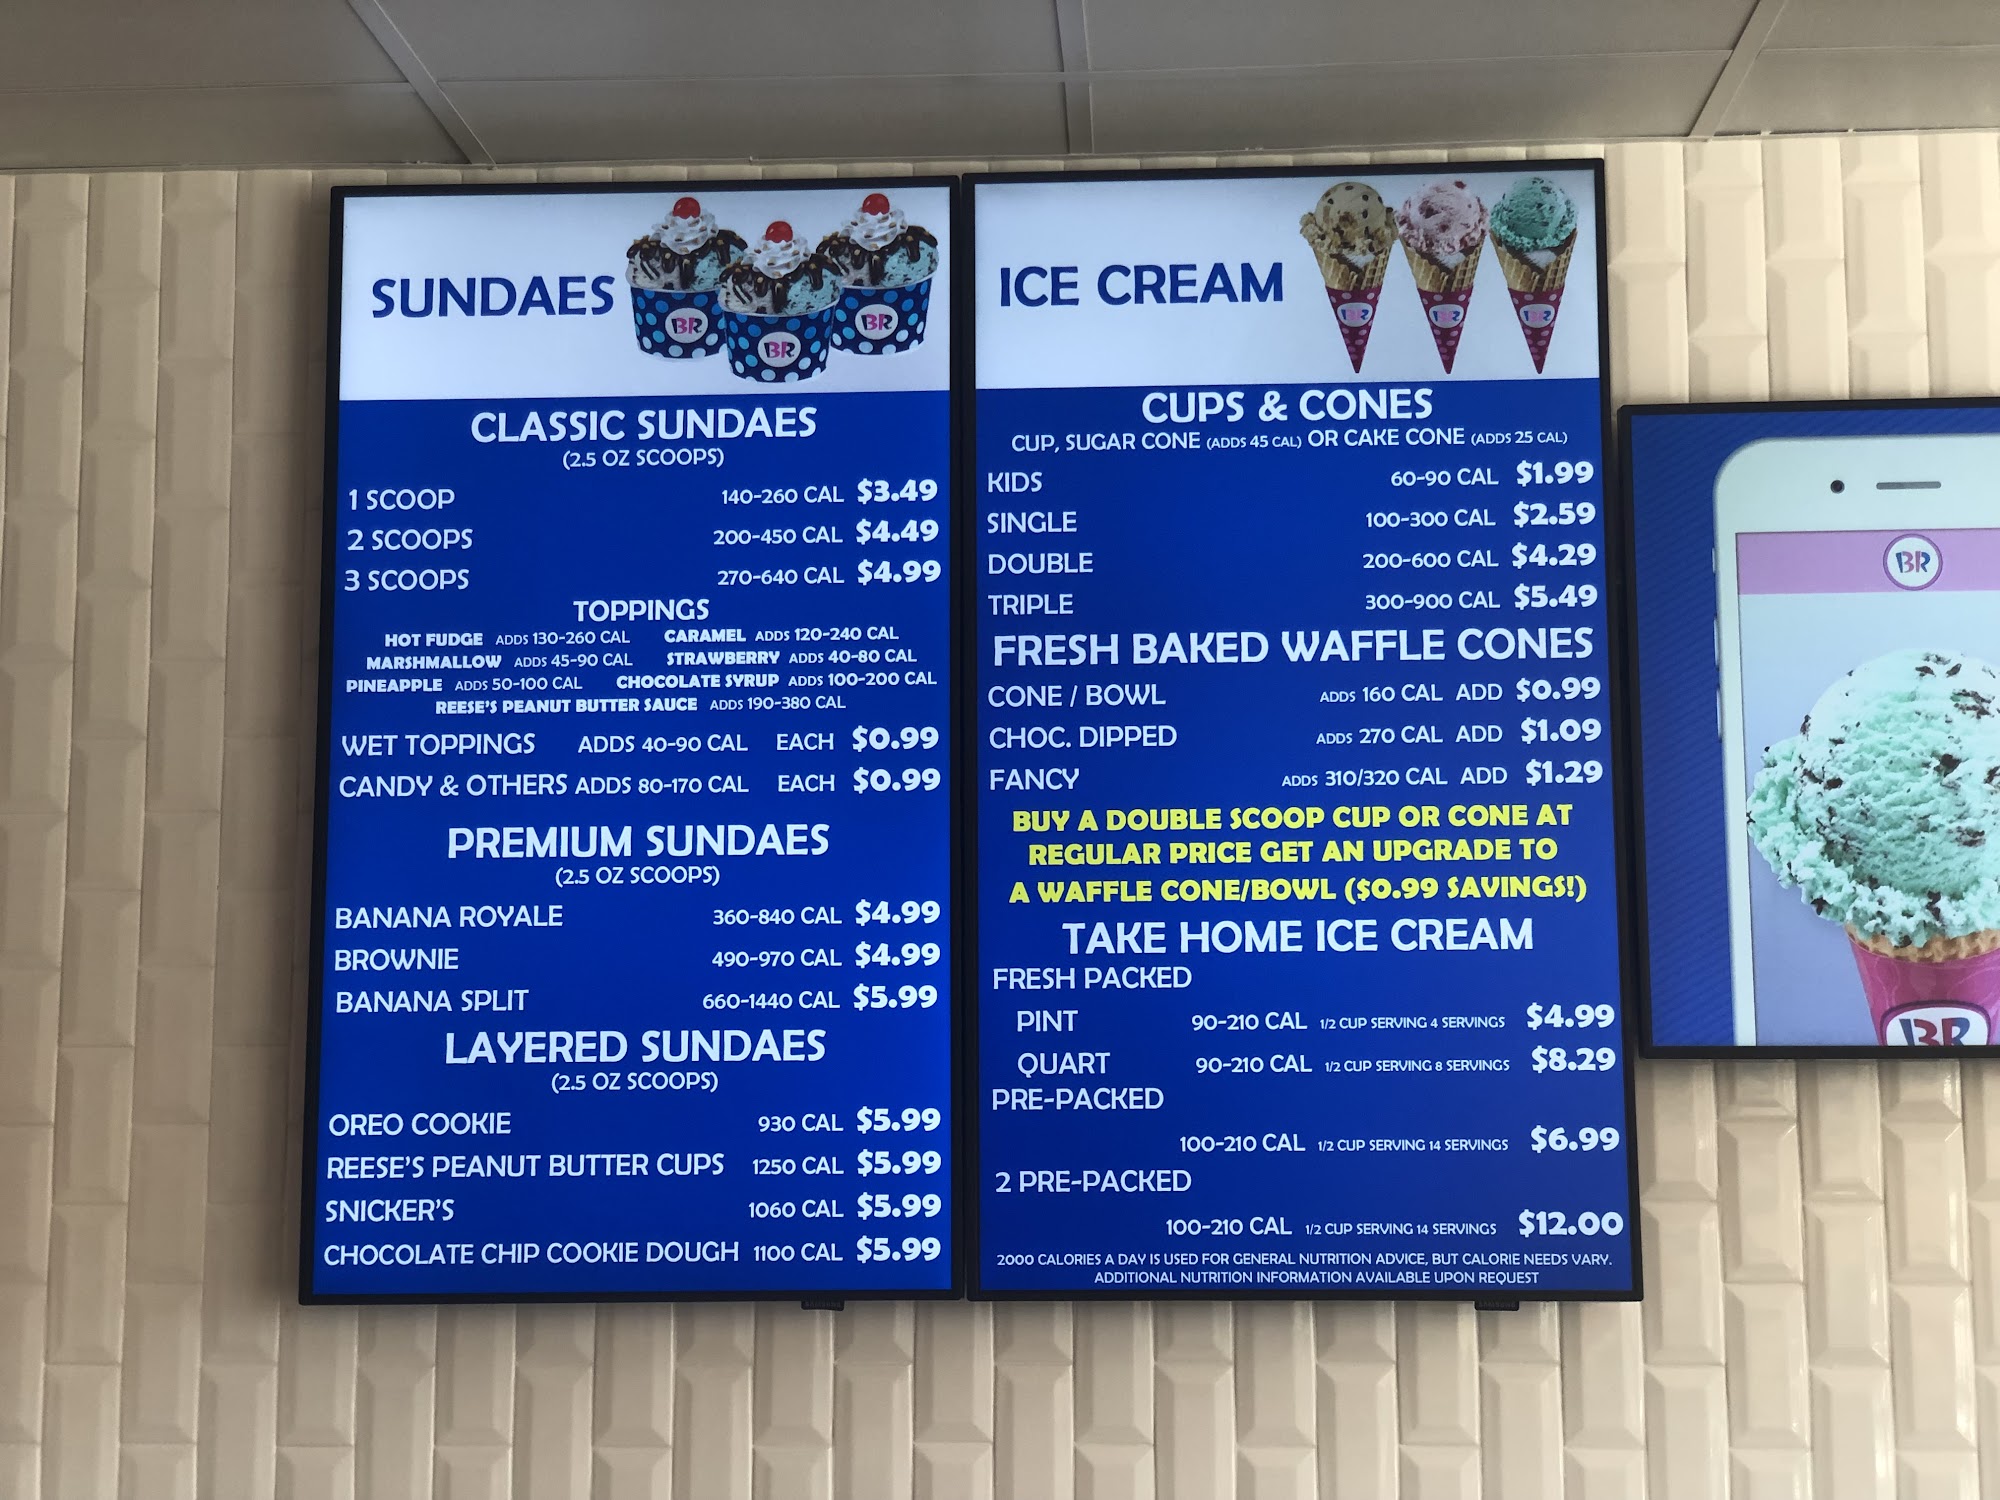 SUNDAES
BR
BR
BR
CLASSIC SUNDAES
(2.5 OZ SCOOPS)
1 SCOOP 140-260 CAL $3.49
2 SCOOPS 200-450 CAL $4.49
3 SCOOPS 270-640 CAL $4.99
TOPPINGS
HOT FUDGE ADDS 130-260 CAL CARAMEL ADDS 120-240 CAL
MARSHMALLOW ADDS 45-90 CAL STRAWBERRY ADDS 40-80 CAL
PINEAPPLE ADDS 50-100 CAL CHOCOLATE SYRUP ADDS 100-200 CAL
REESE'S PEANUT BUTTER SAUCE ADDS 190-380 CAL
WET TOPPINGS ADDS 40-90 CAL EACH $0.99
CANDY & OTHERS ADDS 80-170 CAL EACH $0.99
PREMIUM SUNDAES
(2.5 OZ SCOOPS)
BANANA ROYALE 360-840 CAL $4.99
BROWNIE 490-970 CAL $4.99
BANANA SPLIT 660-1440 CAL $5.99
LAYERED SUNDAES
(2.5 OZ SCOOPS)
OREO COOKIE 930 CAL $5.99
REESE'S PEANUT BUTTER CUPS 1250 CAL $5.99
SNICKER'S 1060 CAL $5.99
CHOCOLATE CHIP COOKIE DOUGH 1100 CAL $5.99
SAMSUNG
ICE CREAM
BR
BR
BR
CUPS & CONES
CUP, SUGAR CONE (ADDS 45 CAL) OR CAKE CONE (ADDS 25 CAL)
KIDS 60-90 CAL $1.99
SINGLE 100-300 CAL $2.59
DOUBLE 200-600 CAL $4.29
TRIPLE 300-900 CAL $5.49
FRESH BAKED WAFFLE CONES
CONE / BOWL ADDS 160 CAL ADD $0.99
CHOC. DIPPED ADDS 270 CAL ADD $1.09
FANCY ADDS 310/320 CAL ADD $1.29
BUY A DOUBLE SCOOP CUP OR CONE AT
REGULAR PRICE GET AN UPGRADE TO
A WAFFLE CONE/BOWL ($0.99 SAVINGS!)
TAKE HOME ICE CREAM
FRESH PACKED
PINT 90-210 CAL 1/2 CUP SERVING 4 SERVINGS $4.99
QUART 90-210 CAL 1/2 CUP SERVING 8 SERVINGS $8.29
PRE-PACKED
100-210 CAL 1/2 CUP SERVING 14 SERVINGS $6.99
2 PRE-PACKED
100-210 CAL 1/2 CUP SERVING 14 SERVINGS $12.00
2000 CALORIES A DAY IS USED FOR GENERAL NUTRITION ADVICE, BUT CALORIE NEEDS VARY.
ADDITIONAL NUTRITION INFORMATION AVAILABLE UPON REQUEST
SAMSUNG
BR
BR